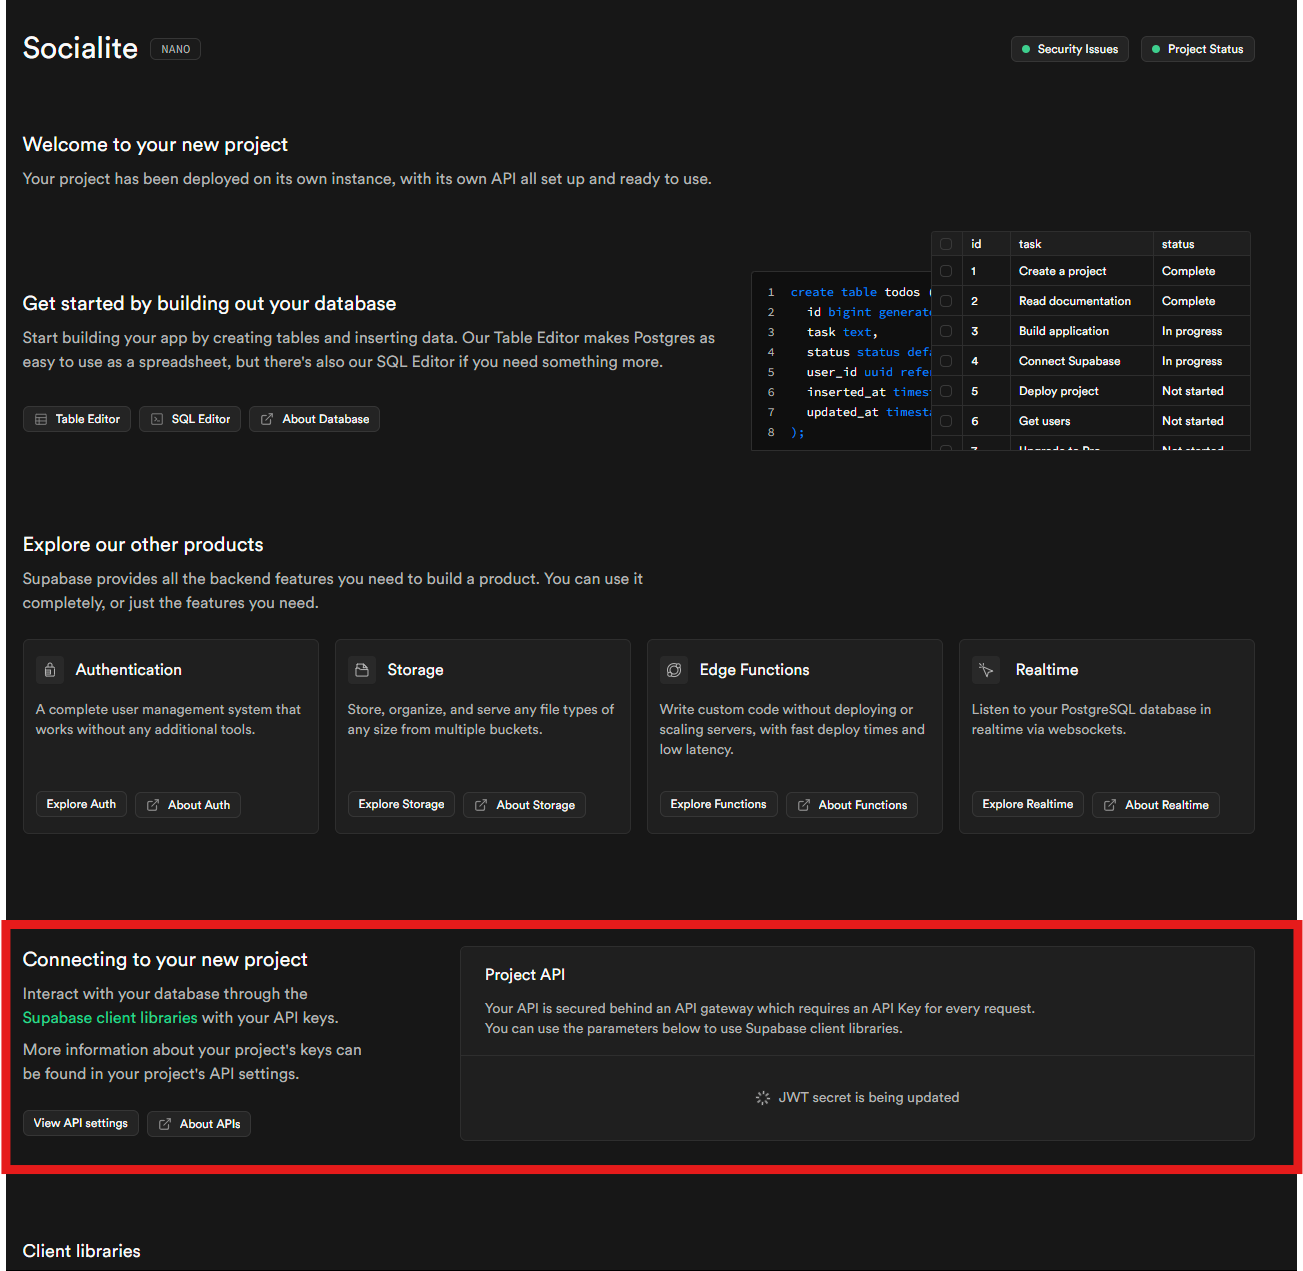 Socialite NANO
Security Issues
Project Status
Welcome to your new project
Your project has been deployed on its own instance, with its own API all set up and ready to use.
Get started by building out your database
Start building your app by creating tables and inserting data. Our Table Editor makes Postgres as
easy to use as a spreadsheet, but there's also our SQL Editor if you need something more.
Table Editor
SQL Editor
About Database
1 create table todos (
2 id bigint generate
3 task text,
4 status status defa
5 user_id uuid refer
6 inserted_at timest
7 updated_at timesta
8 );
id task status
1 Create a project Complete
2 Read documentation Complete
3 Build application In progress
4 Connect Supabase In progress
5 Deploy project Not started
6 Get users Not started
7 Upgrade to Pro Not started
Explore our other products
Supabase provides all the backend features you need to build a product. You can use it
completely, or just the features you need.
Authentication
A complete user management system that
works without any additional tools.
Explore Auth
About Auth
Storage
Store, organize, and serve any file types of
any size from multiple buckets.
Explore Storage
About Storage
Edge Functions
Write custom code without deploying or
scaling servers, with fast deploy times and
low latency.
Explore Functions
About Functions
Realtime
Listen to your PostgreSQL database in
realtime via websockets.
Explore Realtime
About Realtime
Connecting to your new project
Interact with your database through the
Supabase client libraries with your API keys.
More information about your project's keys can
be found in your project's API settings.
View API settings
About APIs
Project API
Your API is secured behind an API gateway which requires an API Key for every request.
You can use the parameters below to use Supabase client libraries.
JWT secret is being updated
Client libraries